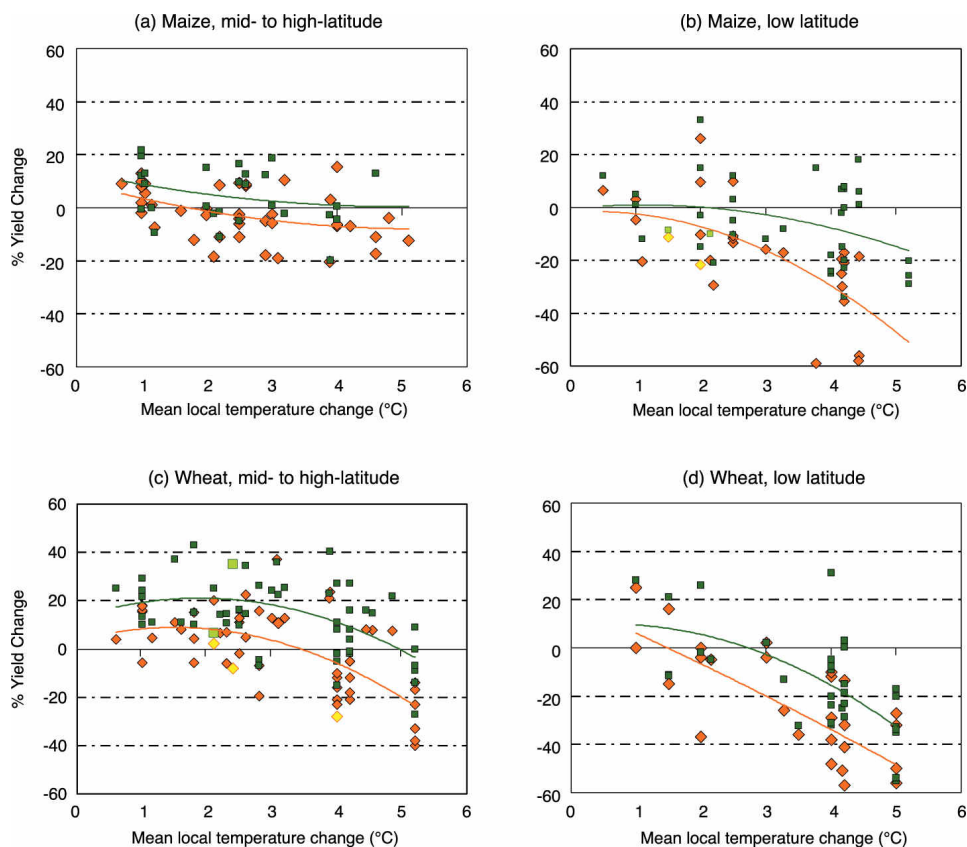 (a) Maize, mid- to high-latitude
60
40
20
0
-20
-40
-60
0 1 2 3 4 5 6
% Yield Change
Mean local temperature change (°C)
(b) Maize, low latitude
60
40
20
0
-20
-40
-60
0 1 2 3 4 5 6
Mean local temperature change (°C)
(c) Wheat, mid- to high-latitude
60
40
20
0
-20
-40
-60
0 1 2 3 4 5 6
% Yield Change
Mean local temperature change (°C)
(d) Wheat, low latitude
60
40
20
0
-20
-40
-60
0 1 2 3 4 5 6
Mean local temperature change (°C)